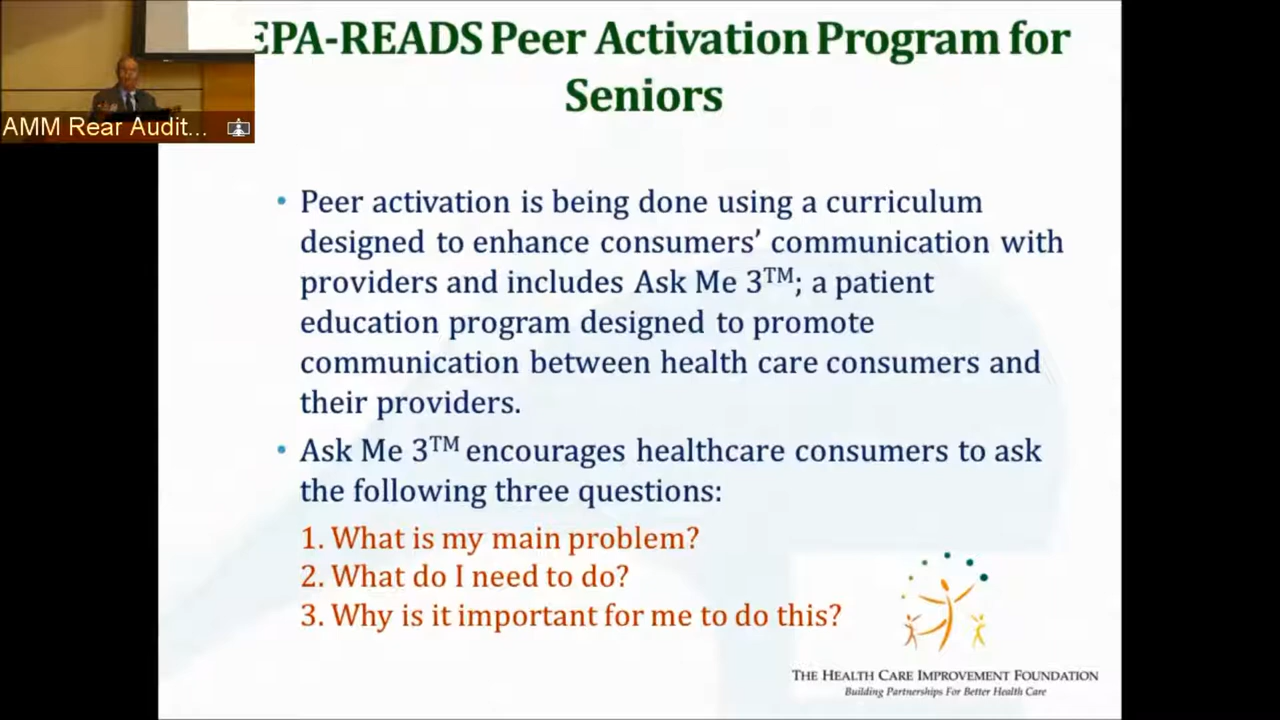 EPA-READS Peer Activation Program for
Seniors
AMM Rear Audit...
• Peer activation is being done using a curriculum
designed to enhance consumers’ communication with
providers and includes Ask Me 3™; a patient
education program designed to promote
communication between health care consumers and
their providers.
• Ask Me 3™ encourages healthcare consumers to ask
the following three questions:
1. What is my main problem?
2. What do I need to do?
3. Why is it important for me to do this?
THE HEALTH CARE IMPROVEMENT FOUNDATION
Building Partnerships For Better Health Care